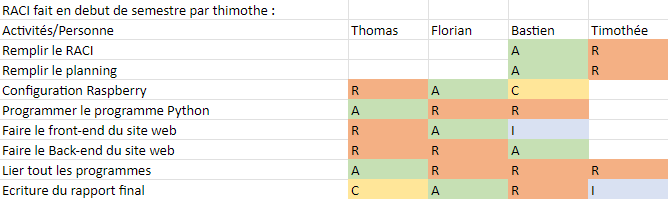 RACI fait en debut de semestre par thimothe :
Activités/Personne Thomas Florian Bastien Timothée
Remplir le RACI A R
Remplir le planning A R
Configuration Raspberry R A C
Programmer le programme Python A R R
Faire le front-end du site web R A I
Faire le Back-end du site web R R A
Lier tout les programmes A R R R
Ecriture du rapport final C A R I